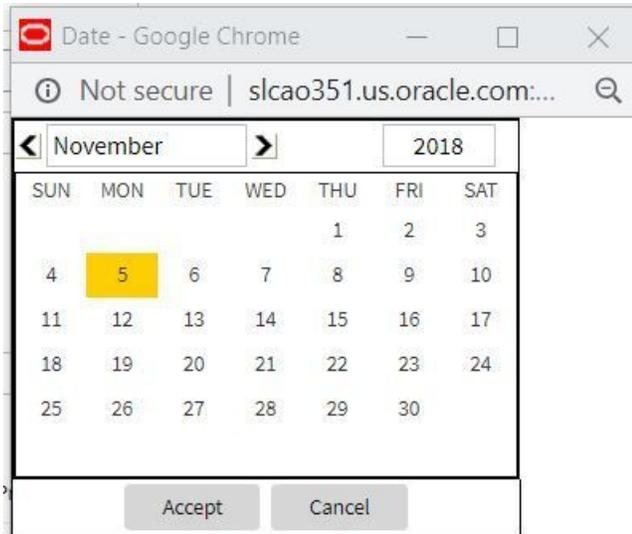 Date - Google Chrome
Not secure | slcao351.us.oracle.com:...
November 2018
SUN MON TUE WED THU FRI SAT
1 2 3
4 5 6 7 8 9 10
11 12 13 14 15 16 17
18 19 20 21 22 23 24
25 26 27 28 29 30
Accept Cancel